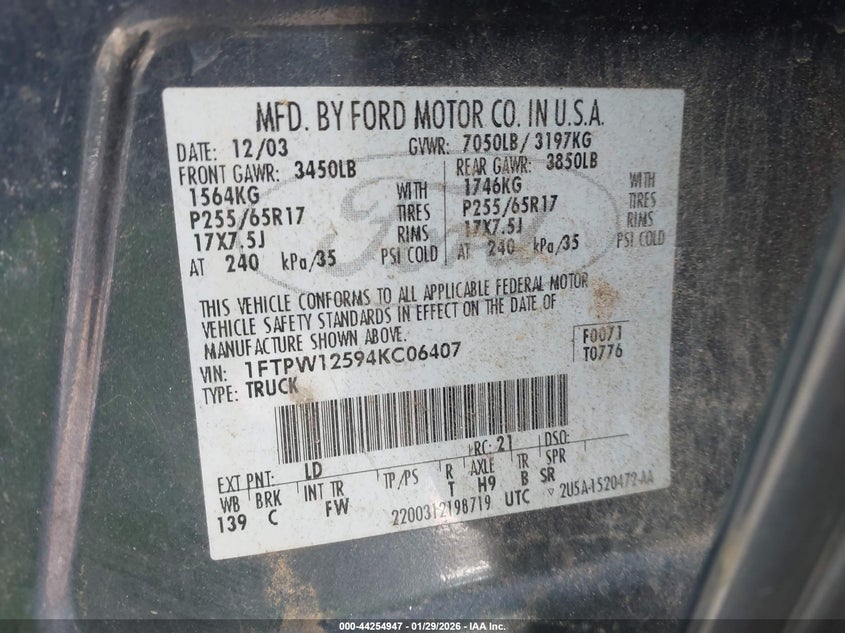 MFD. BY FORD MOTOR CO. IN U.S.A.
DATE: 12/03 GVWR: 7050LB/ 3197KG
FRONT GAWR: 3450LB REAR GAWR: 3850LB
1564KG WITH 1746KG WITH
P255/65R17 TIRES P255/65R17 TIRES
17X7.5J RIMS 17X7.5J RIMS
AT 240 kPa/35 PSI COLD AT 240 kPa/35 PSI COLD
Ford
THIS VEHICLE CONFORMS TO ALL APPLICABLE FEDERAL MOTOR
VEHICLE SAFETY STANDARDS IN EFFECT ON THE DATE OF
MANUFACTURE SHOWN ABOVE.
VIN: 1FTPW12594KC06407 F0071
TYPE: TRUCK T0776
EXT PNT: LD RC: 21 DSO:
WB BRK INT TR TP/PS R AXLE TR SPR
139 C FW T H9 B SR
2200312198719 UTC ▽ 2U5A-1520472-AA
000-44254947 - 01/29/2026 - IAA Inc.